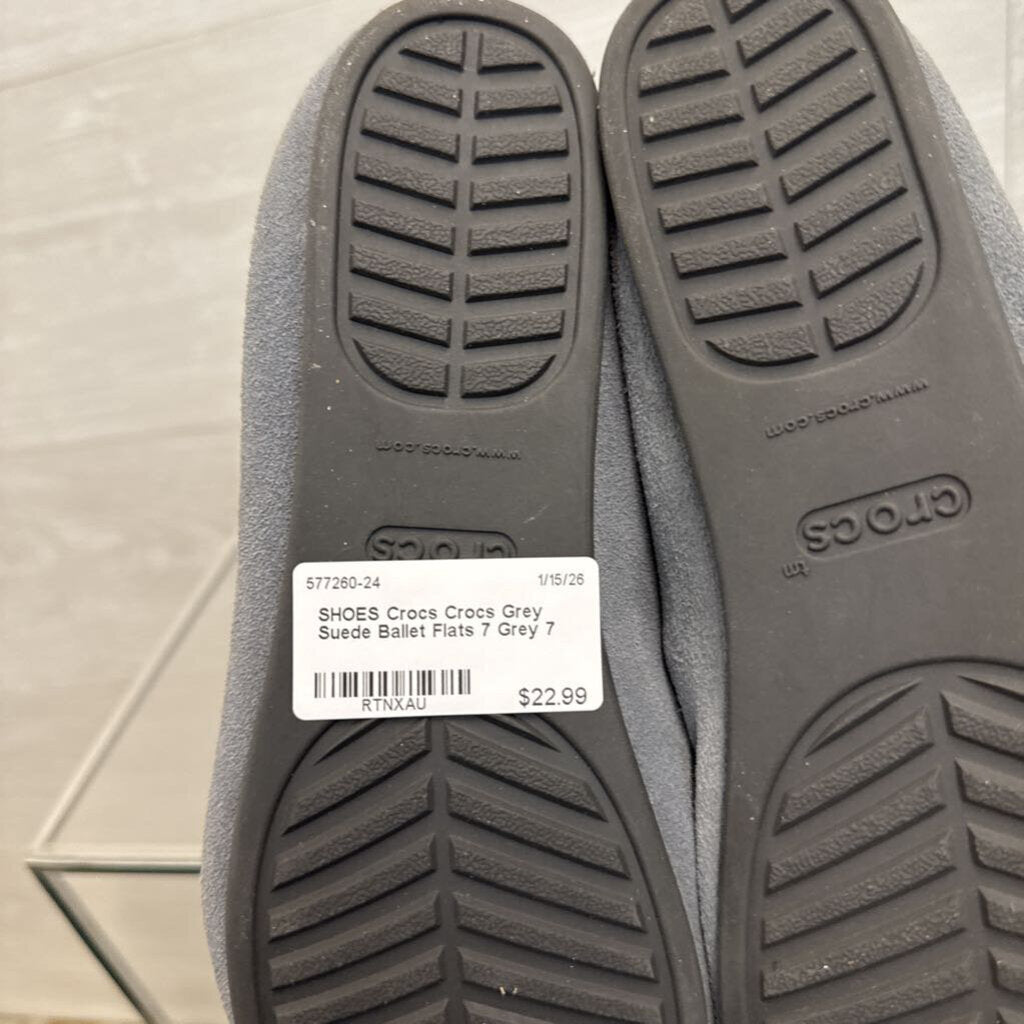 www.crocs.com
crocs
577260-24 1/15/26
SHOES Crocs Crocs Grey
Suede Ballet Flats 7 Grey 7
RTNXAU $22.99
www.crocs.com
crocs
tm